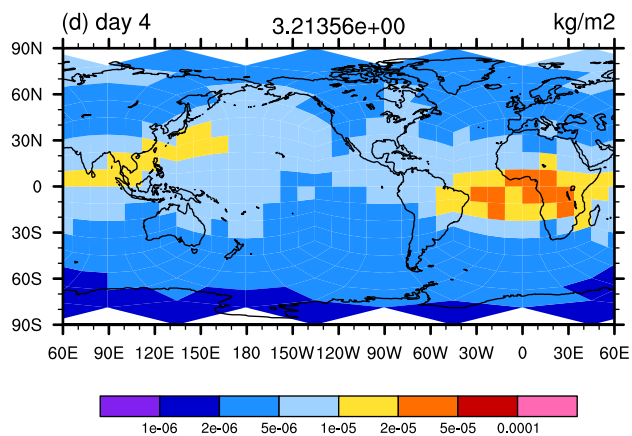 (d) day 4 3.21356e+00 kg/m2
90N
60N
30N
0
30S
60S
90S
60E 90E 120E 150E 180 150W 120W 90W 60W 30W 0 30E 60E
1e-06 2e-06 5e-06 1e-05 2e-05 5e-05 0.0001